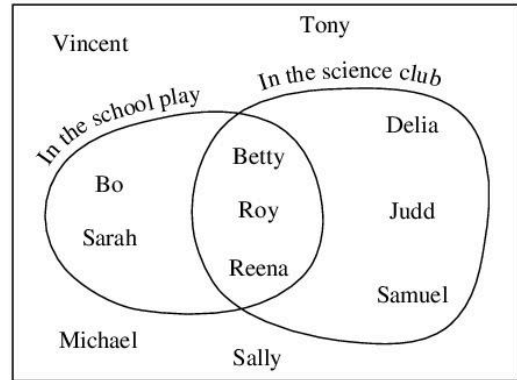 Vincent
Tony
In the school play
In the science club
Delia
Betty
Bo
Roy
Judd
Sarah
Reena
Samuel
Michael
Sally